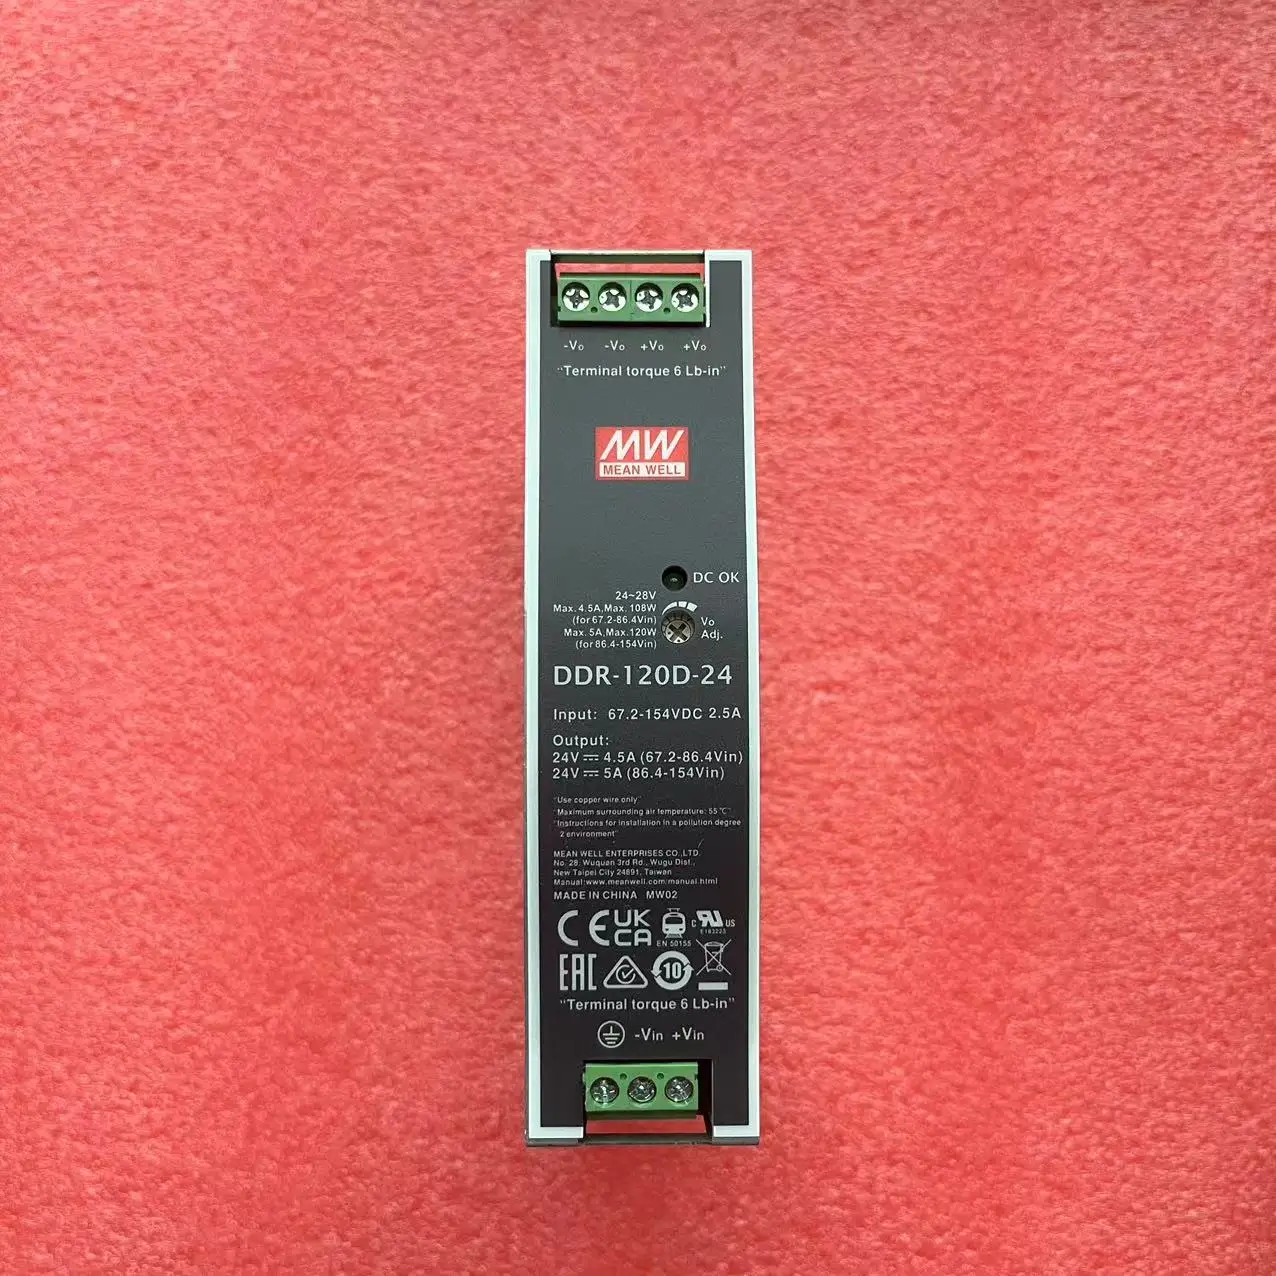 -Vo -Vo +Vo +Vo
"Terminal torque 6 Lb-in"
MW
MEAN WELL
DC OK
24~28V
Max. 4.5A,Max. 108W
(for 67.2-86.4Vin)
Max. 5A,Max.120W
(for 86.4-154Vin)
Vo
Adj.
DDR-120D-24
Input: 67.2-154VDC 2.5A
Output:
24V⎓4.5A (67.2-86.4Vin)
24V⎓5A (86.4-154Vin)
"Use copper wire only"
"Maximum surrounding air temperature: 55℃"
"Instructions for installation in a pollution degree
2 environment"
MEAN WELL ENTERPRISES CO.,LTD.
No. 28, Wuquan 3rd Rd., Wugu Dist.,
New Taipei City 24891, Taiwan
Manual:www.meanwell.com/manual.html
MADE IN CHINA MW02
CE UK CA EN 50155 c RU US E183223
EAC 10
"Terminal torque 6 Lb-in"
-Vin +Vin